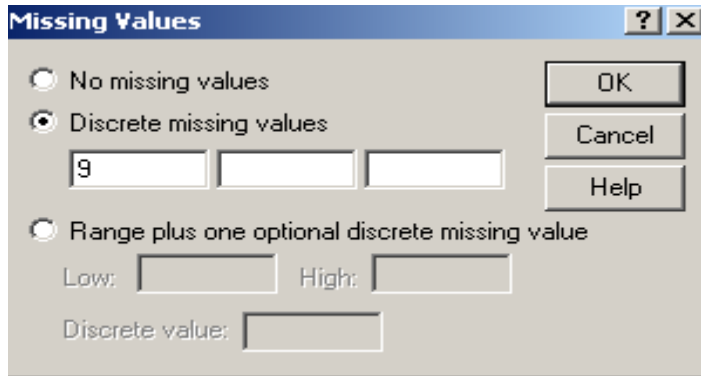 Missing Values ? X
No missing values
OK
Discrete missing values
Cancel
9
Help
Range plus one optional discrete missing value
Low: High:
Discrete value: